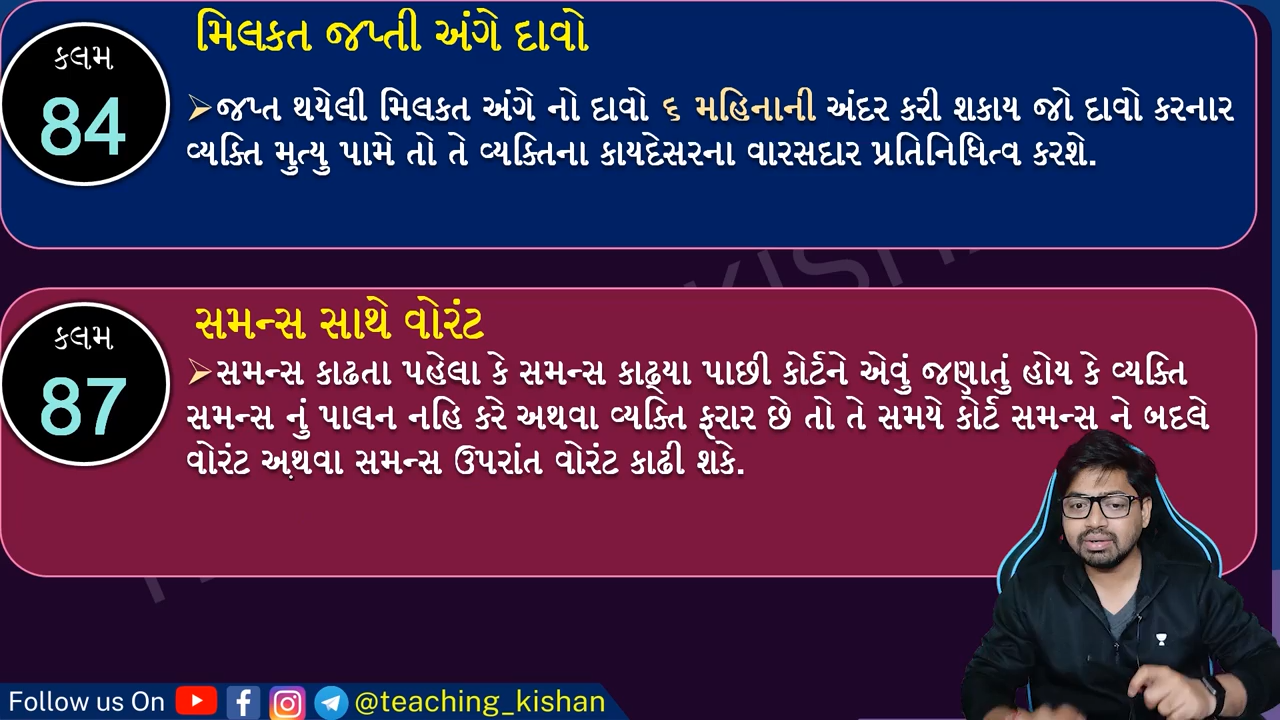 કલમ
84
મિલકત જપ્તી અંગે દાવો
➢જપ્ત થયેલી મિલકત અંગે નો દાવો ૬ મહિનાની અંદર કરી શકાય જો દાવો કરનાર
વ્યક્તિ મુત્યુ પામે તો તે વ્યક્તિના કાયદેસરના વારસદાર પ્રતિનિધિત્વ કરશે.
કલમ
87
સમન્સ સાથે વોરંટ
➢સમન્સ કાઢતા પહેલા કે સમન્સ કાઢ્યા પાછી કોર્ટને એવું જણાતું હોય કે વ્યક્તિ
સમન્સ નું પાલન નહિ કરે અથવા વ્યક્તિ ફરાર છે તો તે સમયે કોર્ટ સમન્સ ને બદલે
વોરંટ અથવા સમન્સ ઉપરાંત વોરંટ કાઢી શકે.
Follow us On @teaching_kishan